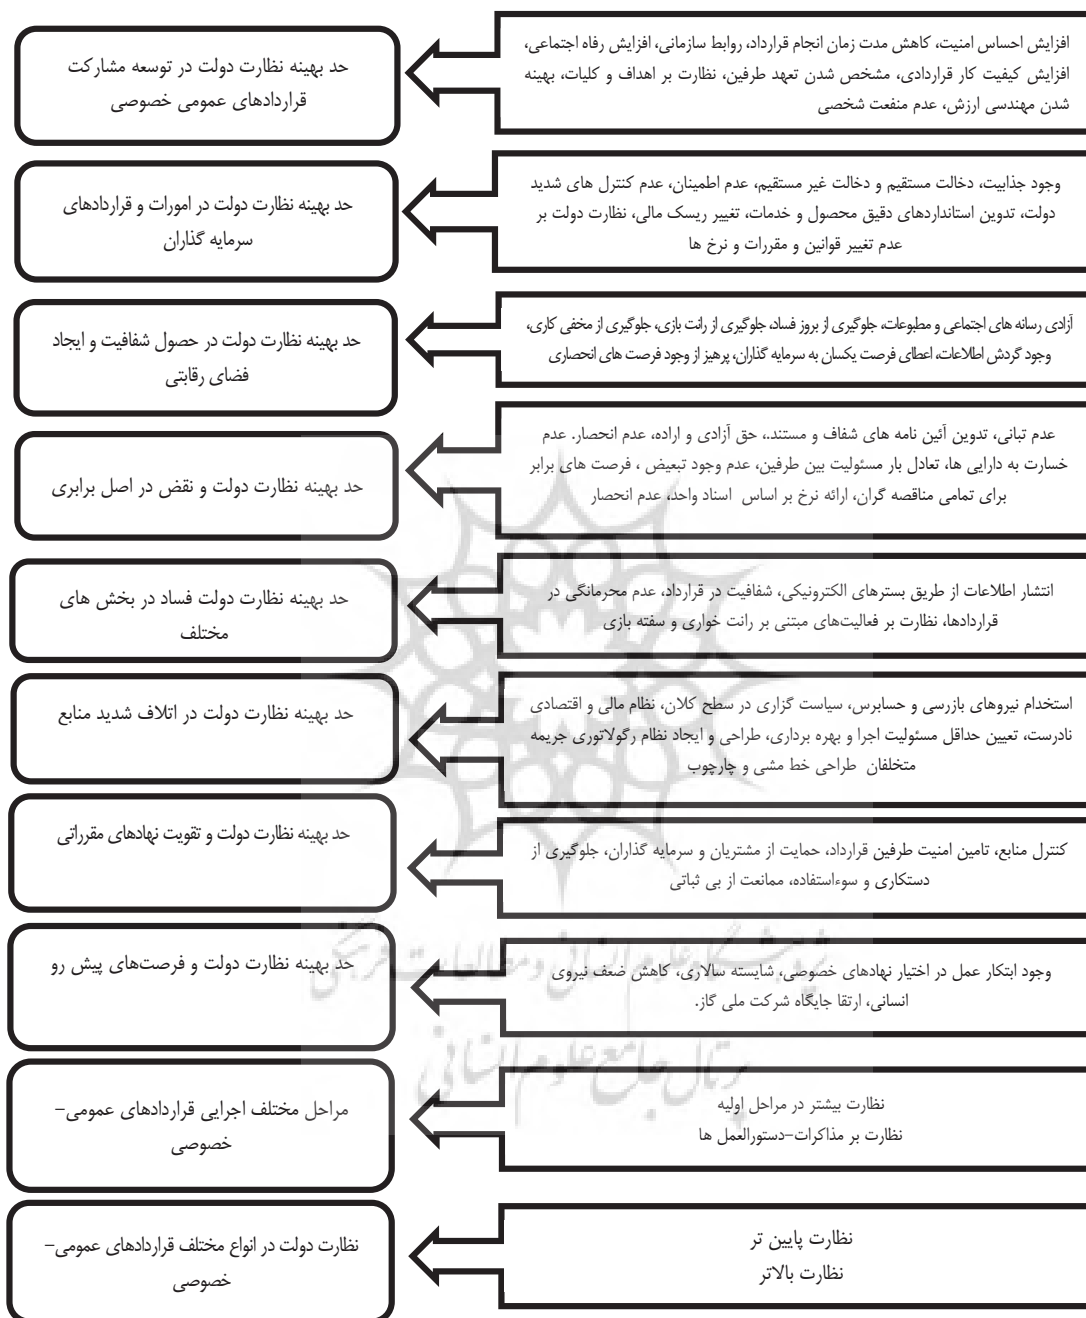 افزایش احساس امنیت، کاهش مدت زمان انجام قرارداد، روابط سازمانی، افزایش رفاه اجتماعی،
افزایش کیفیت کار قراردادی، مشخص شدن تعهد طرفین، نظارت بر اهداف و کلیات، بهینه
شدن مهندسی ارزش، عدم منفعت شخصی
حد بهینه نظارت دولت در توسعه مشارکت
قراردادهای عمومی خصوصی
وجود جذابیت، دخالت مستقیم و دخالت غیر مستقیم، عدم اطمینان، عدم کنترل های شدید
دولت، تدوین استانداردهای دقیق محصول و خدمات، تغییر ریسک مالی، نظارت دولت بر
عدم تغییر قوانین و مقررات و نرخ ها
حد بهینه نظارت دولت در امورات و قراردادهای
سرمایه گذاران
آزادی رسانه های اجتماعی و مطبوعات، جلوگیری از بروز فساد، جلوگیری از رانت بازی، جلوگیری از مخفی کاری،
وجود گردش اطلاعات، اعطای فرصت یکسان به سرمایه گذاران، پرهیز از وجود فرصت های انحصاری
حد بهینه نظارت دولت در حصول شفافیت و ایجاد
فضای رقابتی
عدم تبانی، تدوین آئین نامه های شفاف و مستند.، حق آزادی و اراده، عدم انحصار. عدم
خسارت به دارایی ها، تعادل بار مسئولیت بین طرفین، عدم وجود تبعیض ، فرصت های برابر
برای تمامی مناقصه گران، ارائه نرخ بر اساس اسناد واحد، عدم انحصار
حد بهینه نظارت دولت و نقض در اصل برابری
انتشار اطلاعات از طریق بسترهای الکترونیکی، شفافیت در قرارداد، عدم محرمانگی در
قراردادها، نظارت بر فعالیت‌های مبتنی بر رانت خواری و سفته بازی
حد بهینه نظارت دولت فساد در بخش های
مختلف
استخدام نیروهای بازرسی و حسابرس، سیاست گزاری در سطح کلان، نظام مالی و اقتصادی
نادرست، تعیین حداقل مسئولیت اجرا و بهره برداری، طراحی و ایجاد نظام رگولاتوری جریمه
متخلفان طراحی خط مشی و چارچوب
حد بهینه نظارت دولت در اتلاف شدید منابع
کنترل منابع، تامین امنیت طرفین قرارداد، حمایت از مشتریان و سرمایه گذاران، جلوگیری از
دستکاری و سوءاستفاده، ممانعت از بی ثباتی
حد بهینه نظارت دولت و تقویت نهادهای مقرراتی
وجود ابتکار عمل در اختیار نهادهای خصوصی، شایسته سالاری، کاهش ضعف نیروی
انسانی، ارتقا جایگاه شرکت ملی گاز.
حد بهینه نظارت دولت و فرصت‌های پیش رو
پژوهشگاه علوم انسانی و مطالعات فرهنگی
پرتال جامع علوم انسانی
نظارت بیشتر در مراحل اولیه
نظارت بر مذاکرات-دستورالعمل ها
مراحل مختلف اجرایی قراردادهای عمومی-
خصوصی
نظارت پایین تر
نظارت بالاتر
نظارت دولت در انواع مختلف قراردادهای عمومی-
خصوصی